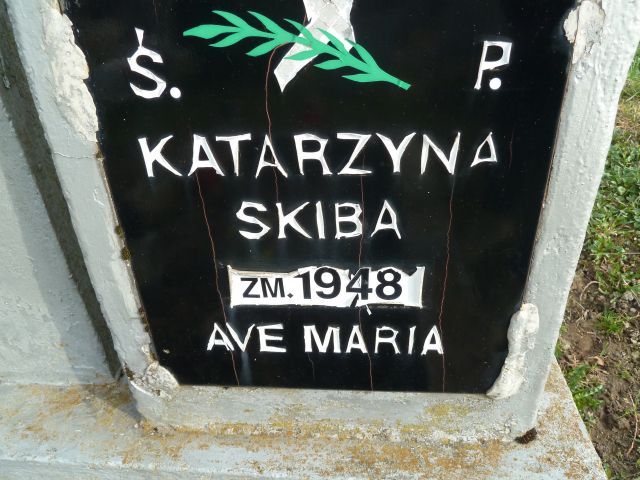 Ś. P.
KATARZYNA
SKIBA
ZM. 1948
AVE MARIA